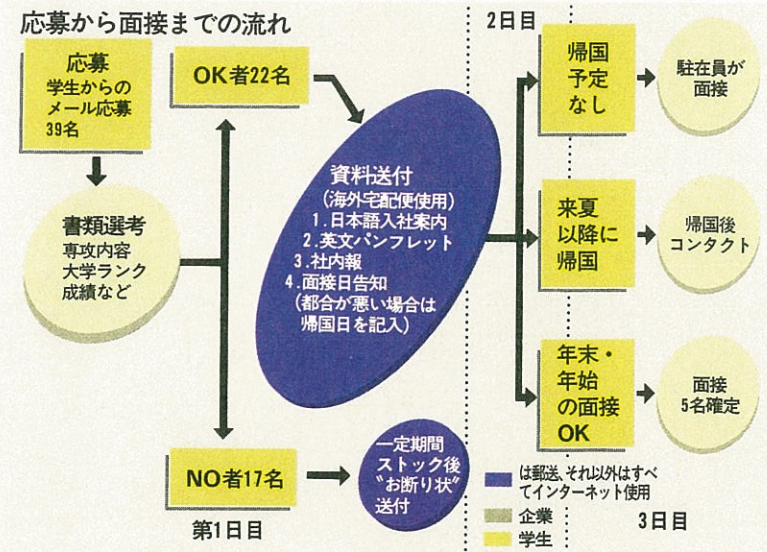 応募から面接までの流れ
応募
学生からの
メール応募
39名
書類選考
専攻内容
大学ランク
成績など
OK者22名
NO者17名
第1日目
資料送付
(海外宅配便使用)
1.日本語入社案内
2.英文パンフレット
3.社内報
4.面接日告知
(都合が悪い場合は
帰国日を記入)
一定期間
ストック後
〝お断り状〟
送付
2日目
帰国
予定
なし
駐在員が
面接
来夏
以降に
帰国
帰国後
コンタクト
年末・
年始
の面接
OK
面接
5名確定
は郵送、それ以外はすべ
てインターネット使用
企業
学生
3日目